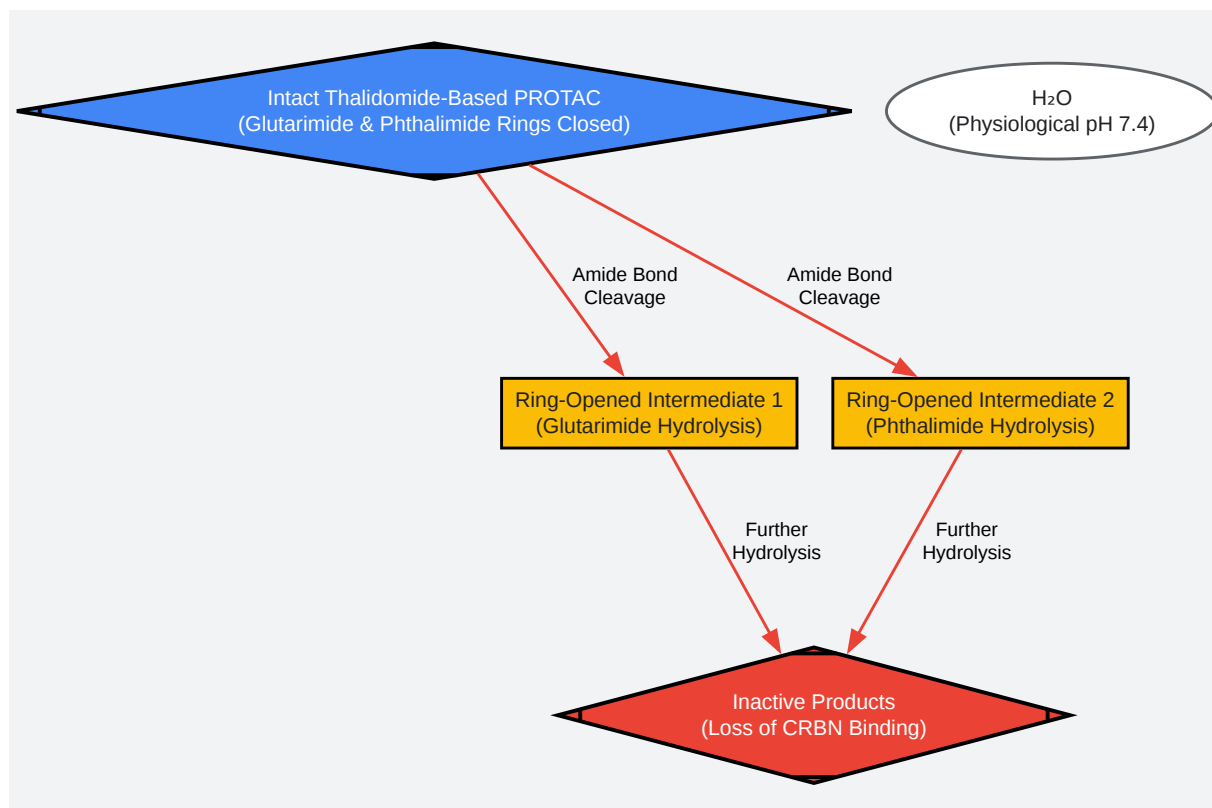 Intact Thalidomide-Based PROTAC
(Glutarimide & Phthalimide Rings Closed)
H₂O
(Physiological pH 7.4)
Amide Bond
Cleavage
Amide Bond
Cleavage
Ring-Opened Intermediate 1
(Glutarimide Hydrolysis)
Ring-Opened Intermediate 2
(Phthalimide Hydrolysis)
Further
Hydrolysis
Further
Hydrolysis
Inactive Products
(Loss of CRBN Binding)